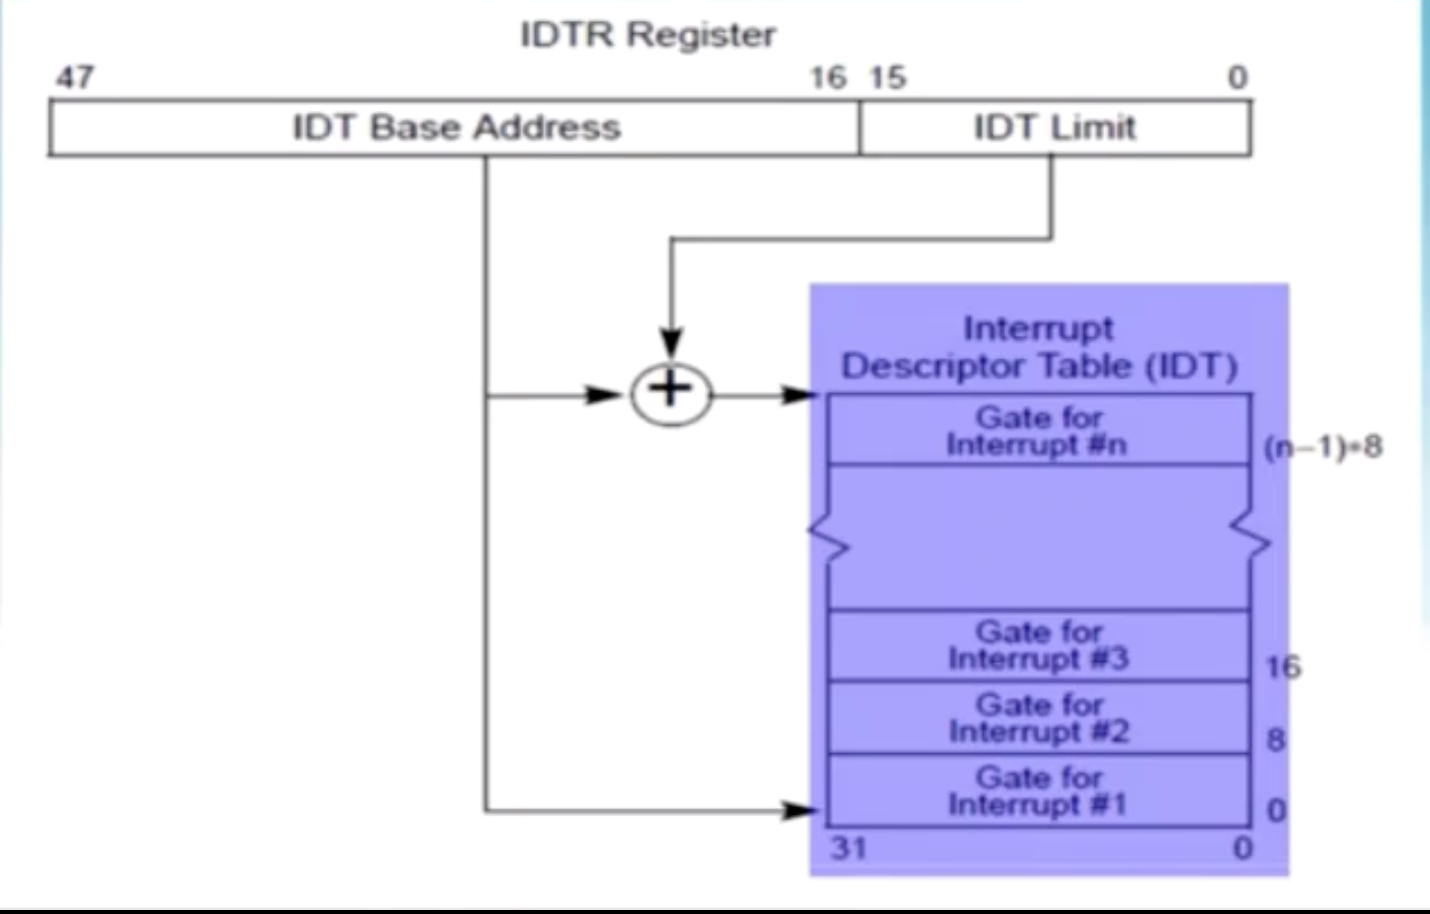 IDTR Register
47 16 15 0
IDT Base Address IDT Limit
+
Interrupt
Descriptor Table (IDT)
Gate for
Interrupt #n
(n−1)*8
Gate for
Interrupt #3
16
Gate for
Interrupt #2
8
Gate for
Interrupt #1
0
31 0